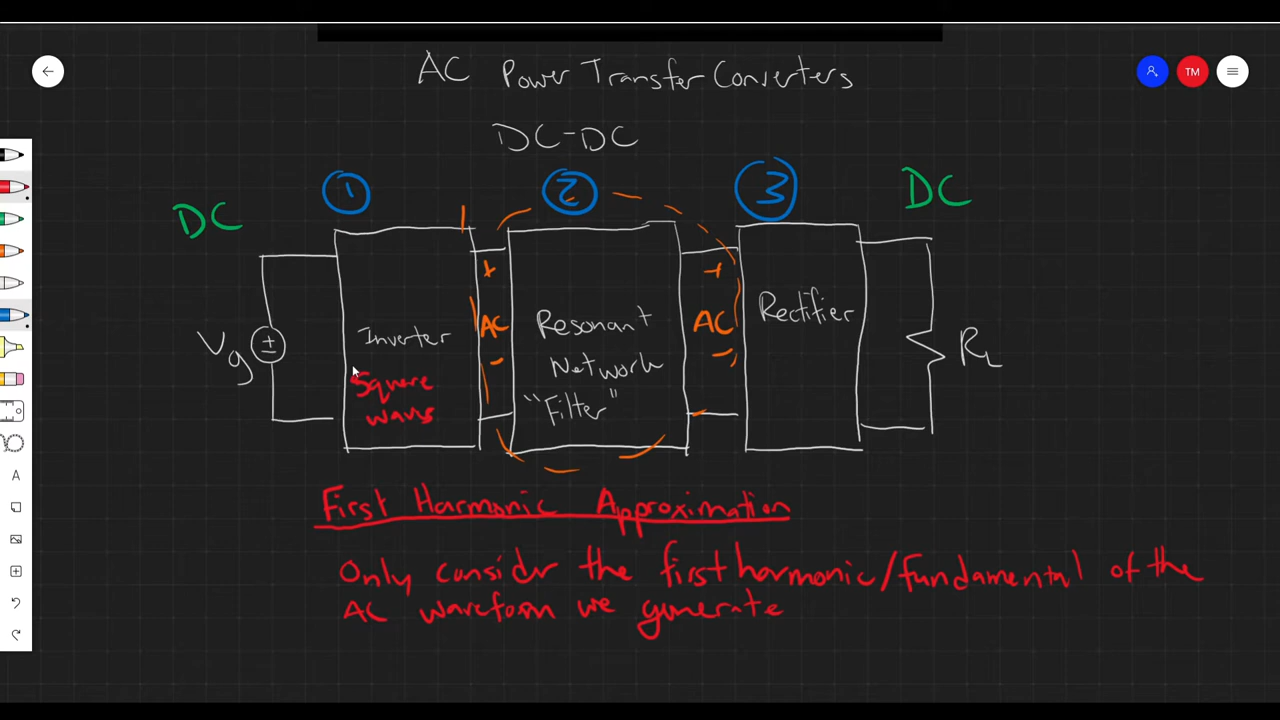 AC Power Transfer Converters
DC-DC
TM
1 2 3
DC DC
+ +
Inverter AC Resonant AC Rectifier
Vg ± Network RL
Square "Filter"
waves - -
First Harmonic Approximation
Only consider the first harmonic/fundamental of the
AC waveform we generate
A